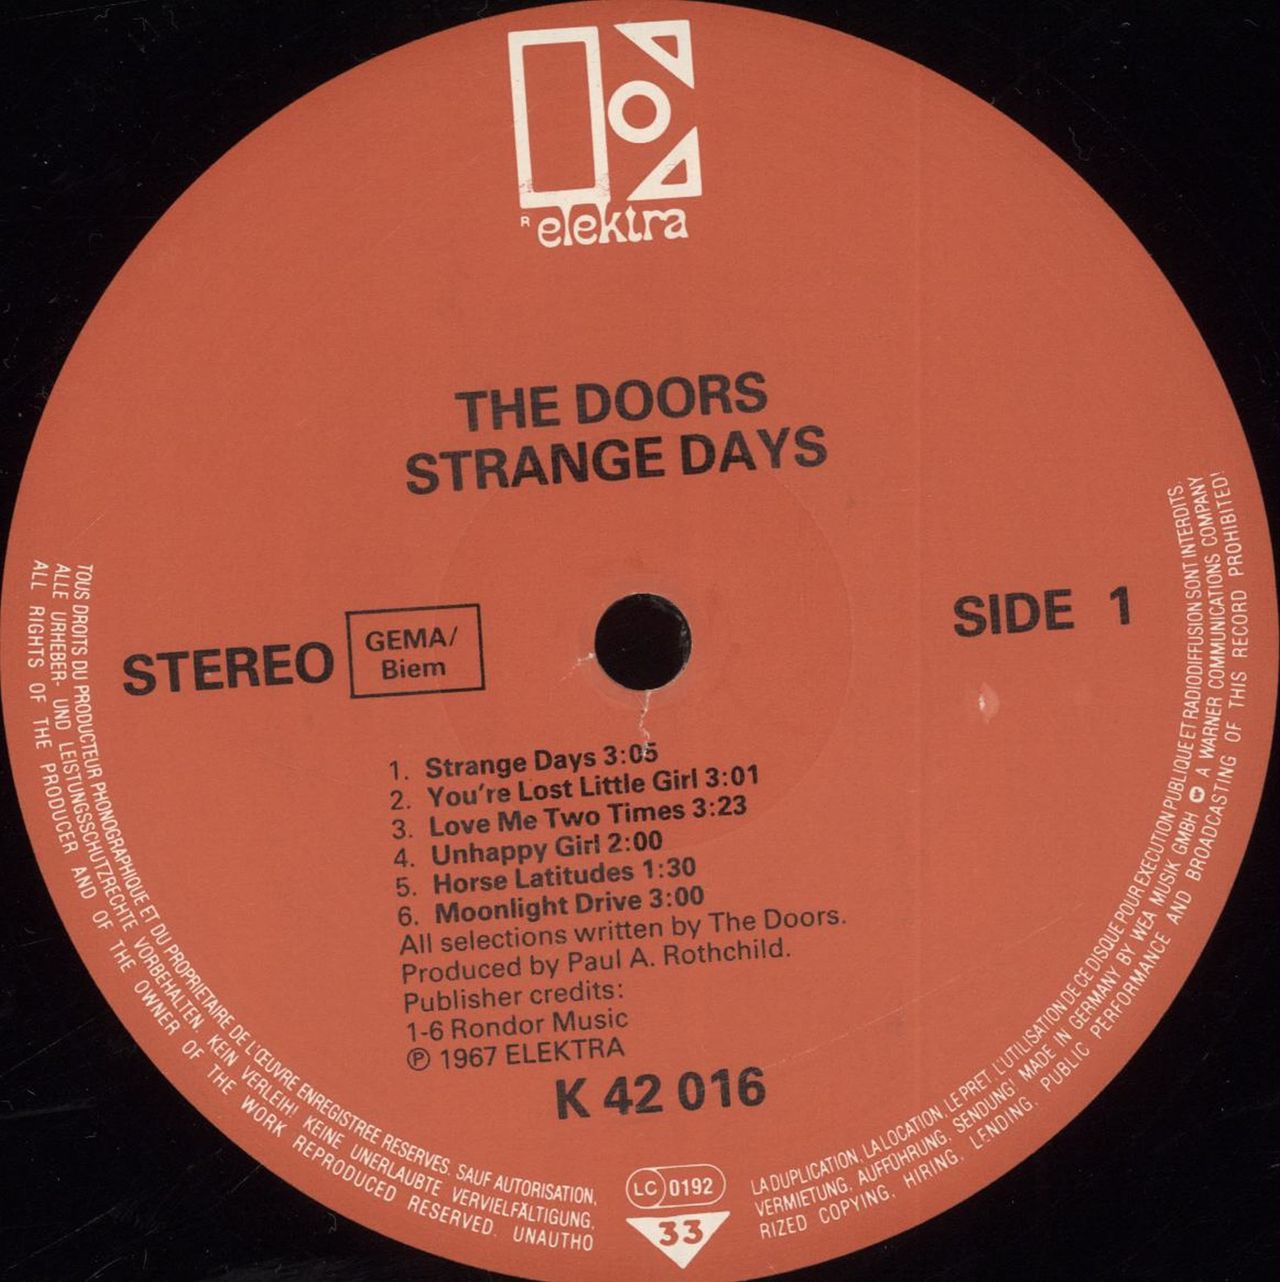 R elektra
THE DOORS
STRANGE DAYS
STEREO
GEMA/
Biem
SIDE 1
1. Strange Days 3:05
2. You're Lost Little Girl 3:01
3. Love Me Two Times 3:23
4. Unhappy Girl 2:00
5. Horse Latitudes 1:30
6. Moonlight Drive 3:00
All selections written by The Doors.
Produced by Paul A. Rothchild.
Publisher credits:
1-6 Rondor Music
Ⓟ 1967 ELEKTRA
K 42 016
TOUS DROITS DU PRODUCTEUR PHONOGRAPHIQUE ET DU PROPRIETAIRE DE L'ŒUVRE ENREGISTREE RESERVES. SAUF AUTORISATION,
LA DUPLICATION, LA LOCATION, LE PRET L'UTILISATION DE CE DISQUE POUR EXECUTION PUBLIQUE ET RADIODIFFUSION SONT INTERDITS.
ALLE URHEBER- UND LEISTUNGSSCHUTZRECHTE VORBEHALTEN. KEIN VERLEIH! KEINE UNERLAUBTE VERVIELFÄLTIGUNG,
VERMIETUNG, AUFFÜHRUNG, SENDUNG! MADE IN GERMANY BY WEA MUSIK GMBH A WARNER COMMUNICATIONS COMPANY
ALL RIGHTS OF THE PRODUCER AND OF THE OWNER OF THE WORK REPRODUCED RESERVED. UNAUTHO
RIZED COPYING, HIRING, LENDING, PUBLIC PERFORMANCE AND BROADCASTING OF THIS RECORD PROHIBITED!
LC 0192
33